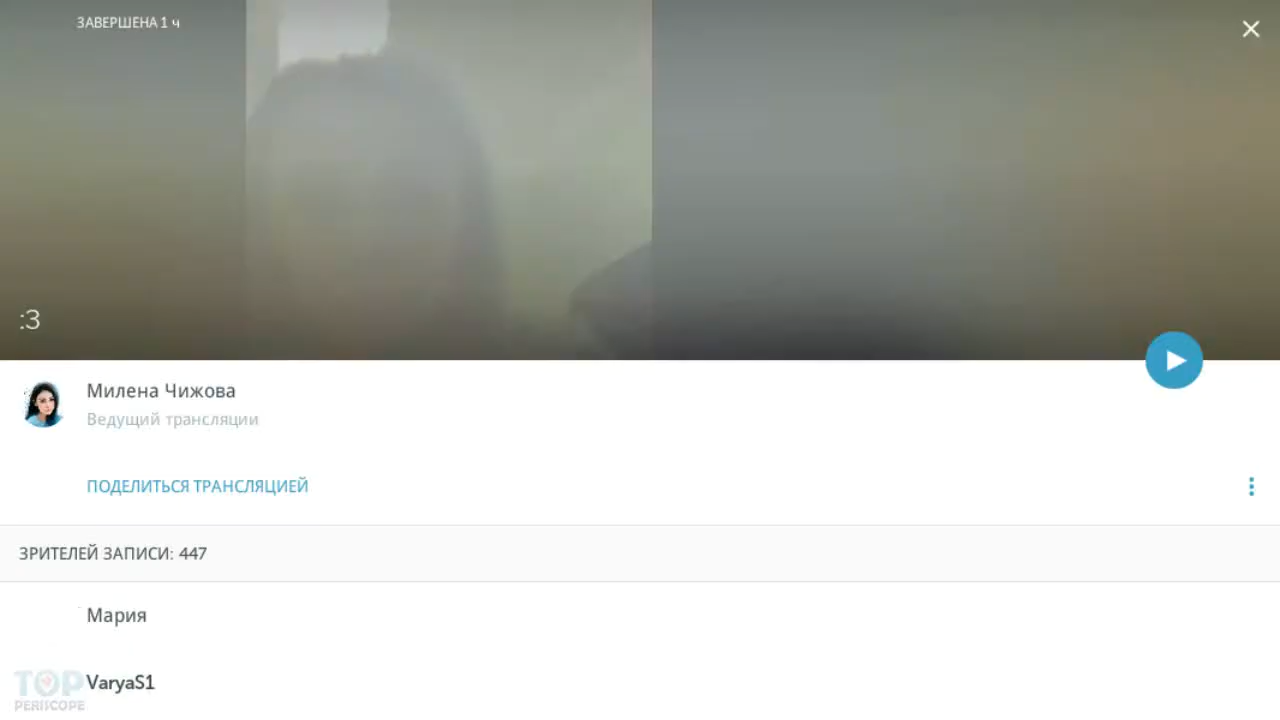 ЗАВЕРШЕНА 1 ч
:3
Милена Чижова
Ведущий трансляции
ПОДЕЛИТЬСЯ ТРАНСЛЯЦИЕЙ
ЗРИТЕЛЕЙ ЗАПИСИ: 447
Мария
VaryaS1
TOP
PERISCOPE